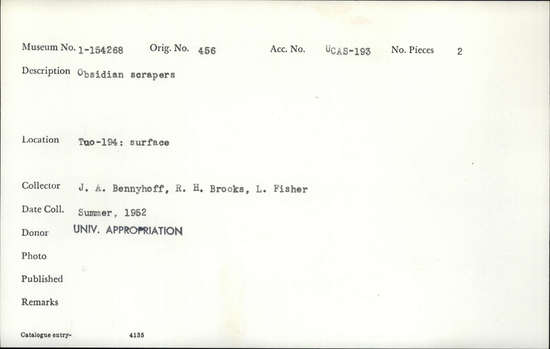 Museum No. 1-154268 Orig. No. 456 Acc. No. UCAS-193 No. Pieces 2
Description Obsidian scrapers
Location Tuo-194: surface
Collector J. A. Bennyhoff, R. H. Brooks, L. Fisher
Date Coll. Summer, 1952
Donor UNIV. APPROPRIATION
Photo
Published
Remarks
Catalogue entry- 4135